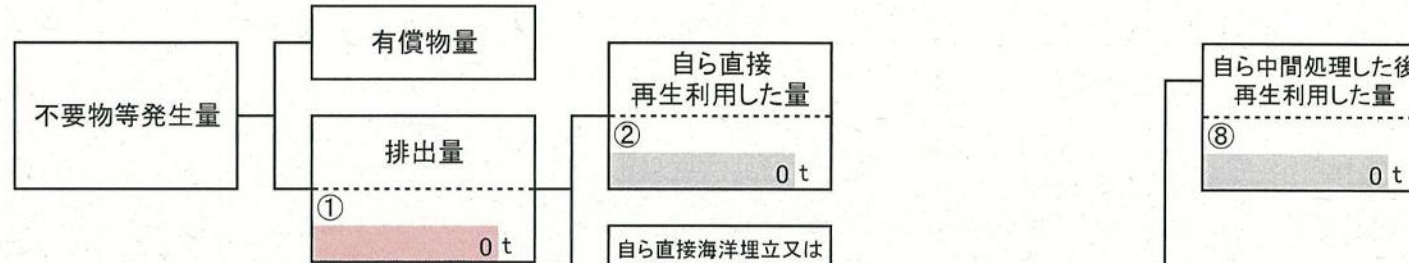 不要物等発生量
有償物量
排出量
①
0 t
自ら直接
再生利用した量
②
0 t
自ら直接海洋埋立又は
自ら中間処理した後
再生利用した量
⑧
0 t